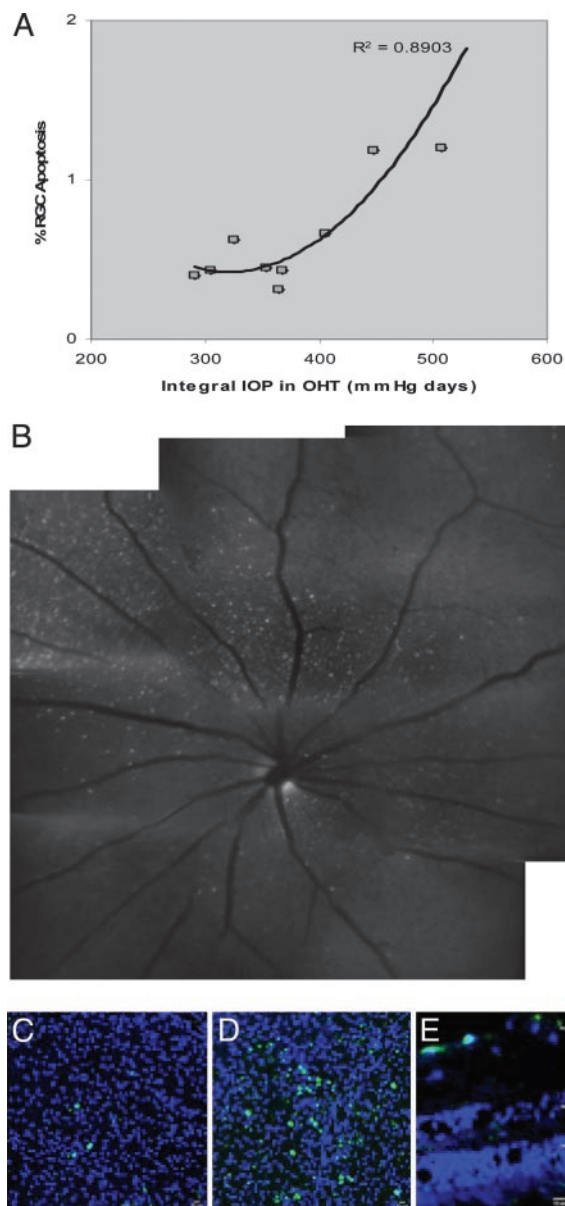 A
2
R² = 0.8903
% RGC Apoptosis
1
0
200 300 400 500 600
Integral IOP in OHT (mm Hg days)
B
C D E